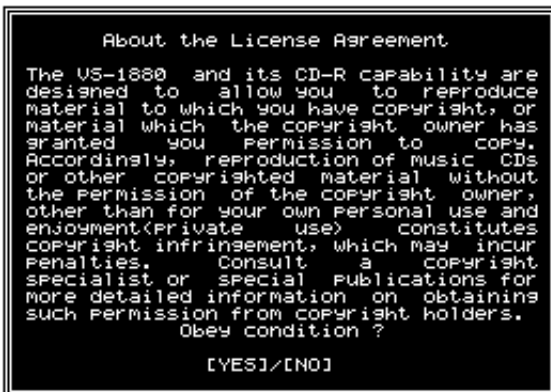 About the License Agreement
The VS-1880 and its CD-R capability are
designed to allow you to reproduce
material to which you have copyright, or
material which the copyright owner has
granted you permission to copy.
Accordingly, reproduction of music CDs
or other copyrighted material without
the permission of the copyright owner,
other than for your own personal use and
enjoyment(private use) constitutes
copyright infringement, which may incur
penalties. Consult a copyright
specialist or special publications for
more detailed information on obtaining
such permission from copyright holders.
Obey condition ?
[YES]/[NO]